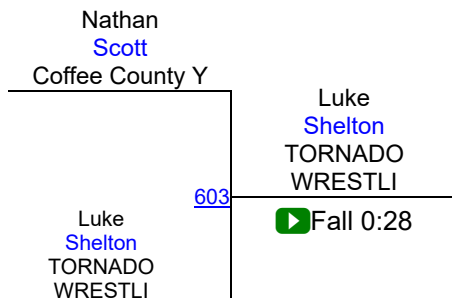 Nathan
Scott
Coffee County Y
Luke
Shelton
TORNADO
WRESTLI
603
Fall 0:28
Luke
Shelton
TORNADO
WRESTLI